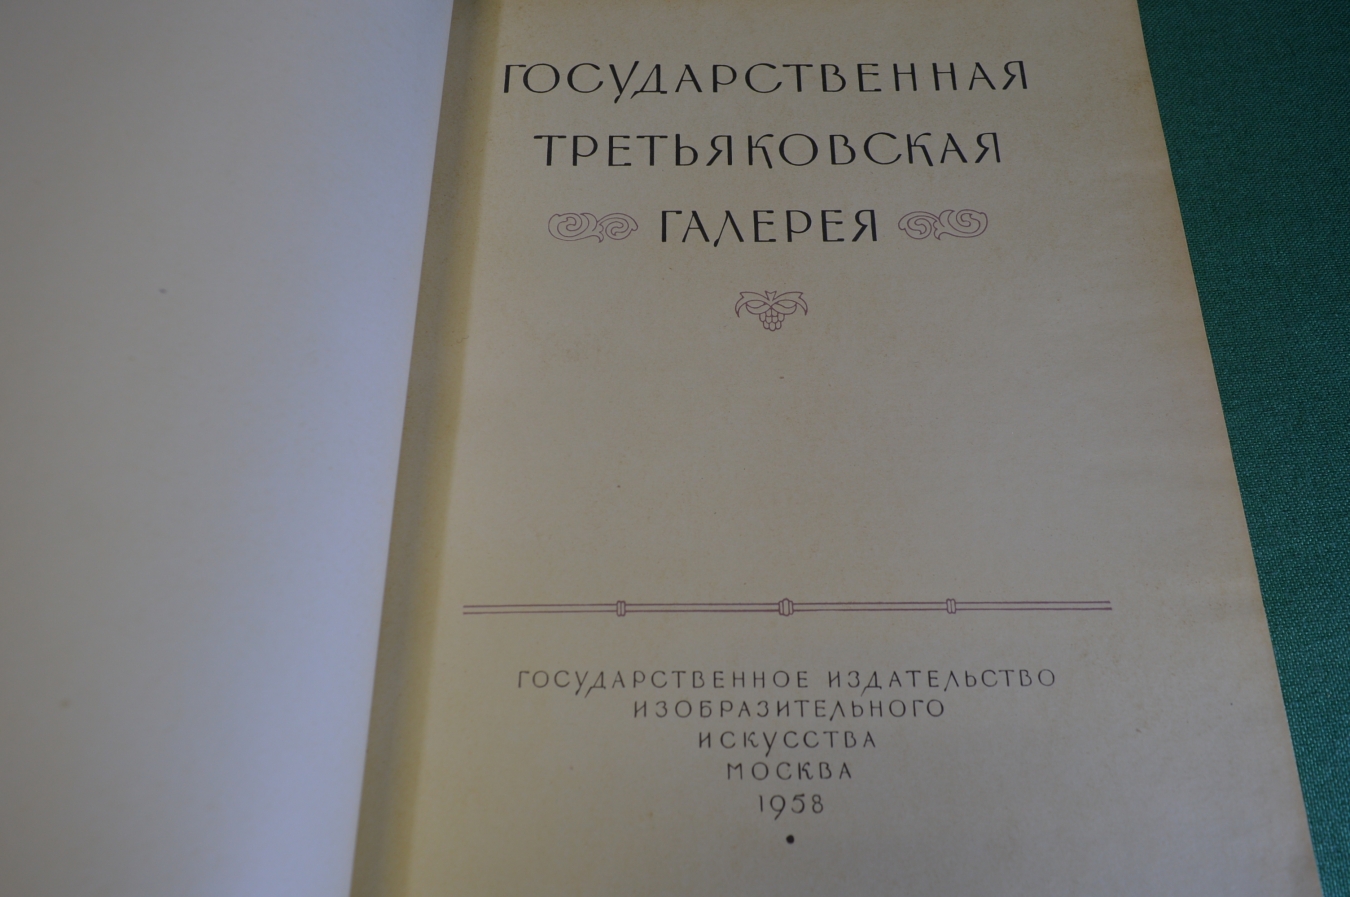 ГОСУДАРСТВЕННАЯ
ТРЕТЬЯКОВСКАЯ
ГАЛЕРЕЯ
ГОСУДАРСТВЕННОЕ ИЗДАТЕЛЬСТВО
ИЗОБРАЗИТЕЛЬНОГО
ИСКУССТВА
МОСКВА
1958